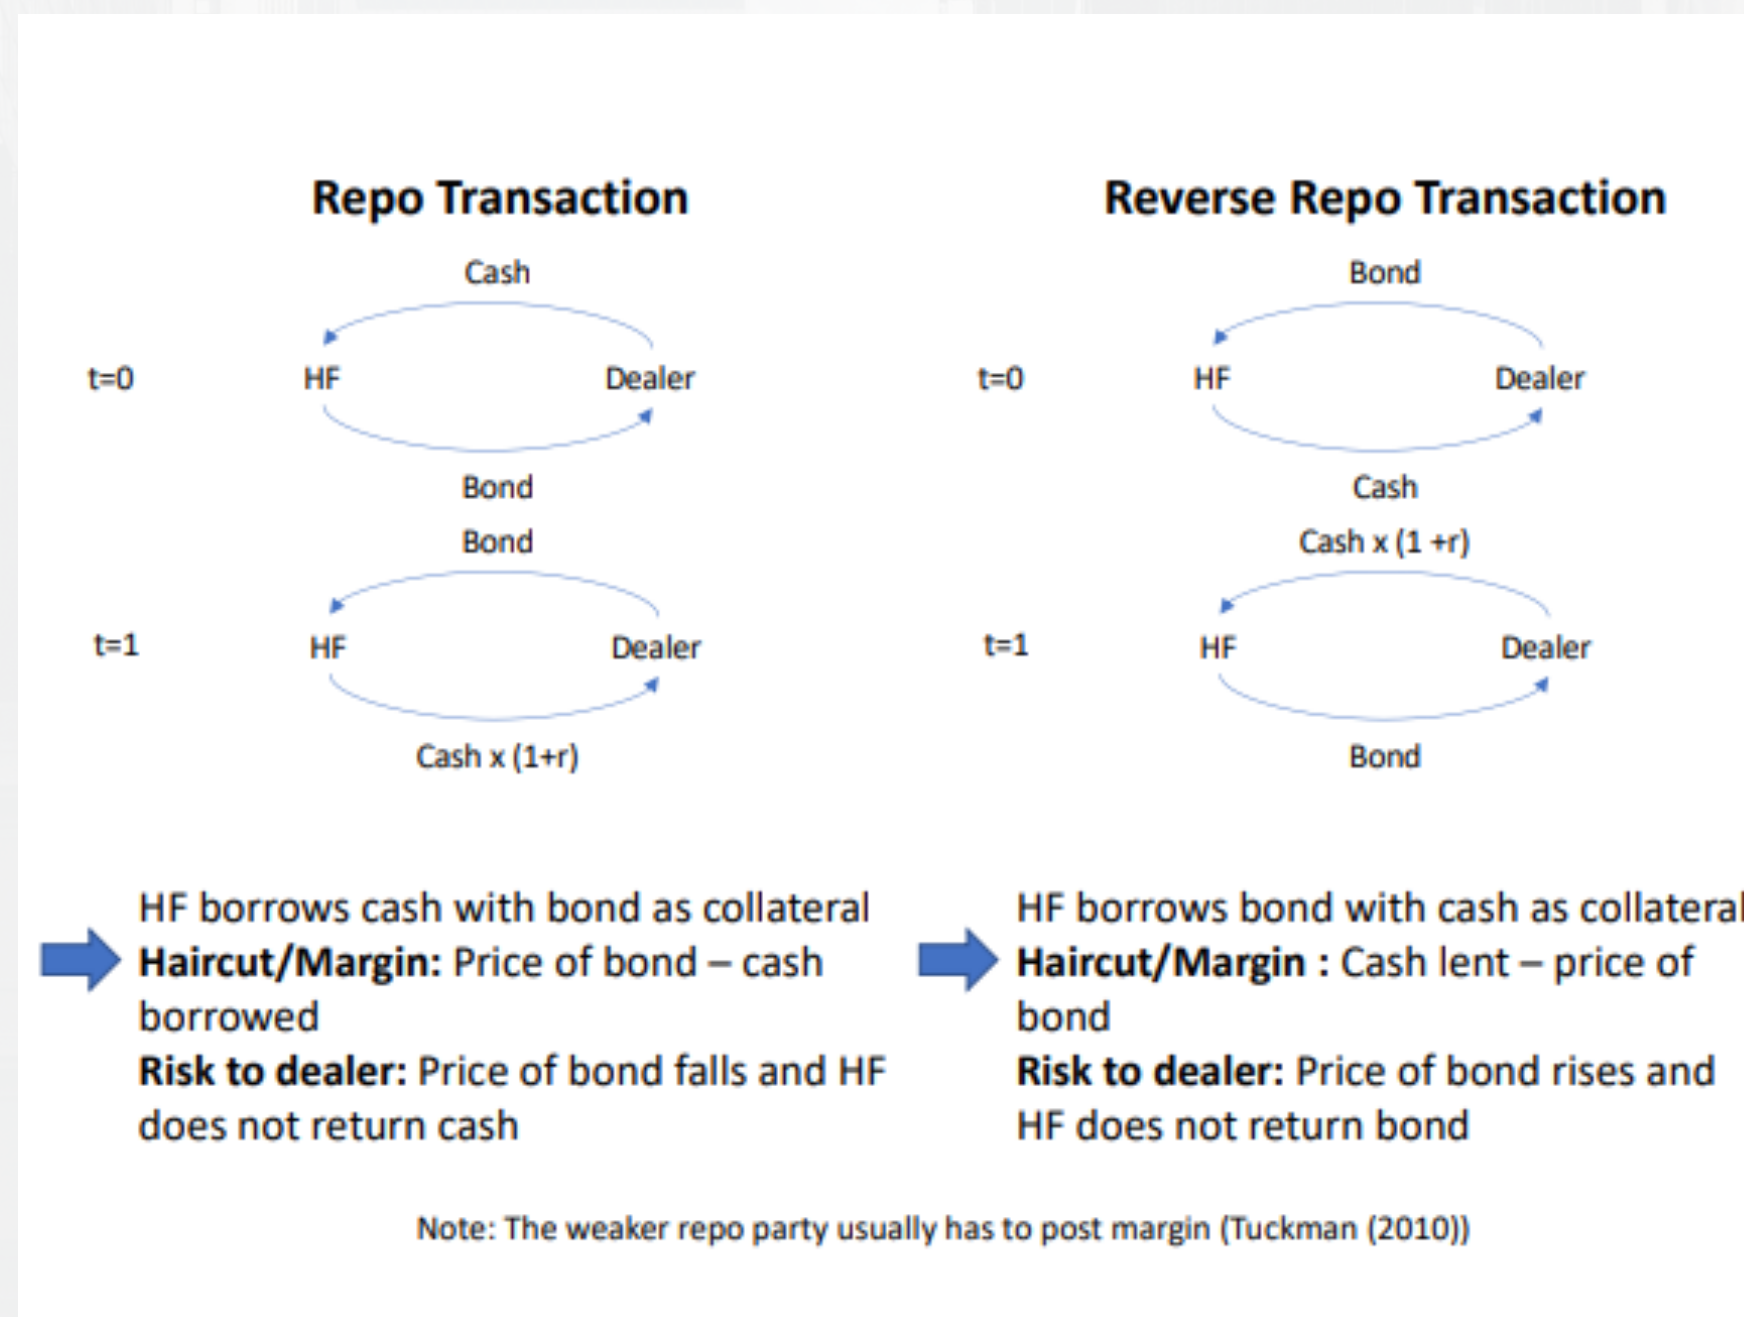 Repo Transaction
Cash
t=0
HF
Dealer
Bond
Bond
t=1
HF
Dealer
Cash x (1+r)
HF borrows cash with bond as collateral
Haircut/Margin: Price of bond – cash
borrowed
Risk to dealer: Price of bond falls and HF
does not return cash
Reverse Repo Transaction
Bond
t=0
HF
Dealer
Cash
Cash x (1 +r)
t=1
HF
Dealer
Bond
HF borrows bond with cash as collateral
Haircut/Margin : Cash lent – price of
bond
Risk to dealer: Price of bond rises and
HF does not return bond
Note: The weaker repo party usually has to post margin (Tuckman (2010))